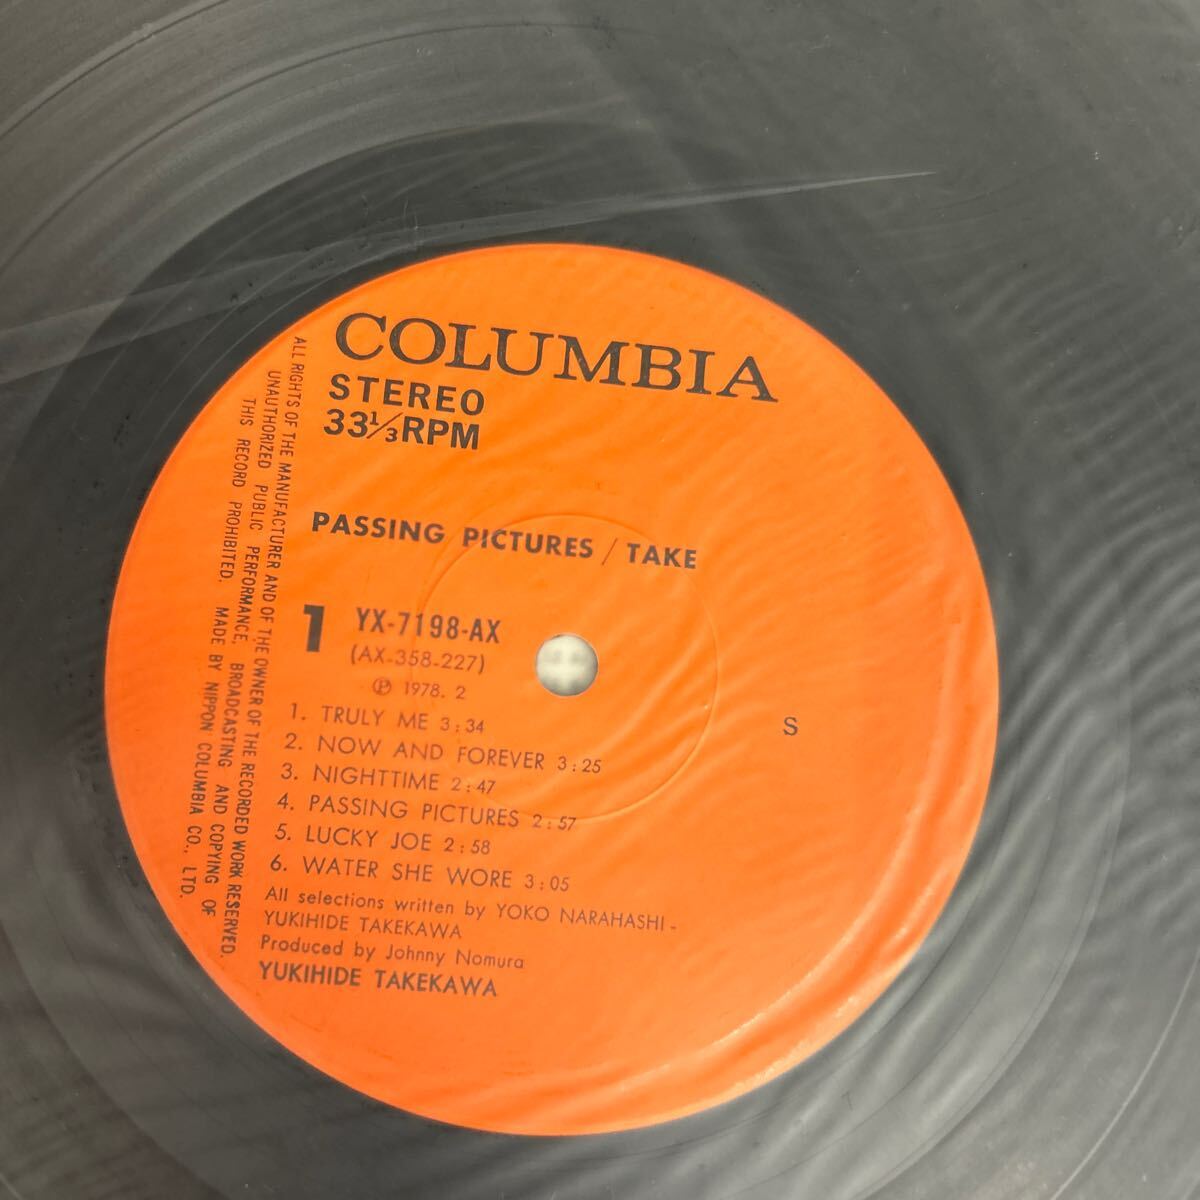 COLUMBIA
STEREO
33 1/3 RPM
PASSING PICTURES / TAKE
1
YX-7198-AX
(AX-358-227)
Ⓟ 1978. 2
S
1. TRULY ME 3:34
2. NOW AND FOREVER 3:25
3. NIGHTTIME 2:47
4. PASSING PICTURES 2:57
5. LUCKY JOE 2:58
6. WATER SHE WORE 3:05
All selections written by YOKO NARAHASHI -
YUKIHIDE TAKEKAWA
Produced by Johnny Nomura
YUKIHIDE TAKEKAWA
ALL RIGHTS OF THE MANUFACTURER AND OF THE OWNER OF THE RECORDED WORK RESERVED.
UNAUTHORIZED PUBLIC PERFORMANCE, BROADCASTING AND COPYING OF
THIS RECORD PROHIBITED. MADE BY NIPPON COLUMBIA CO., LTD.